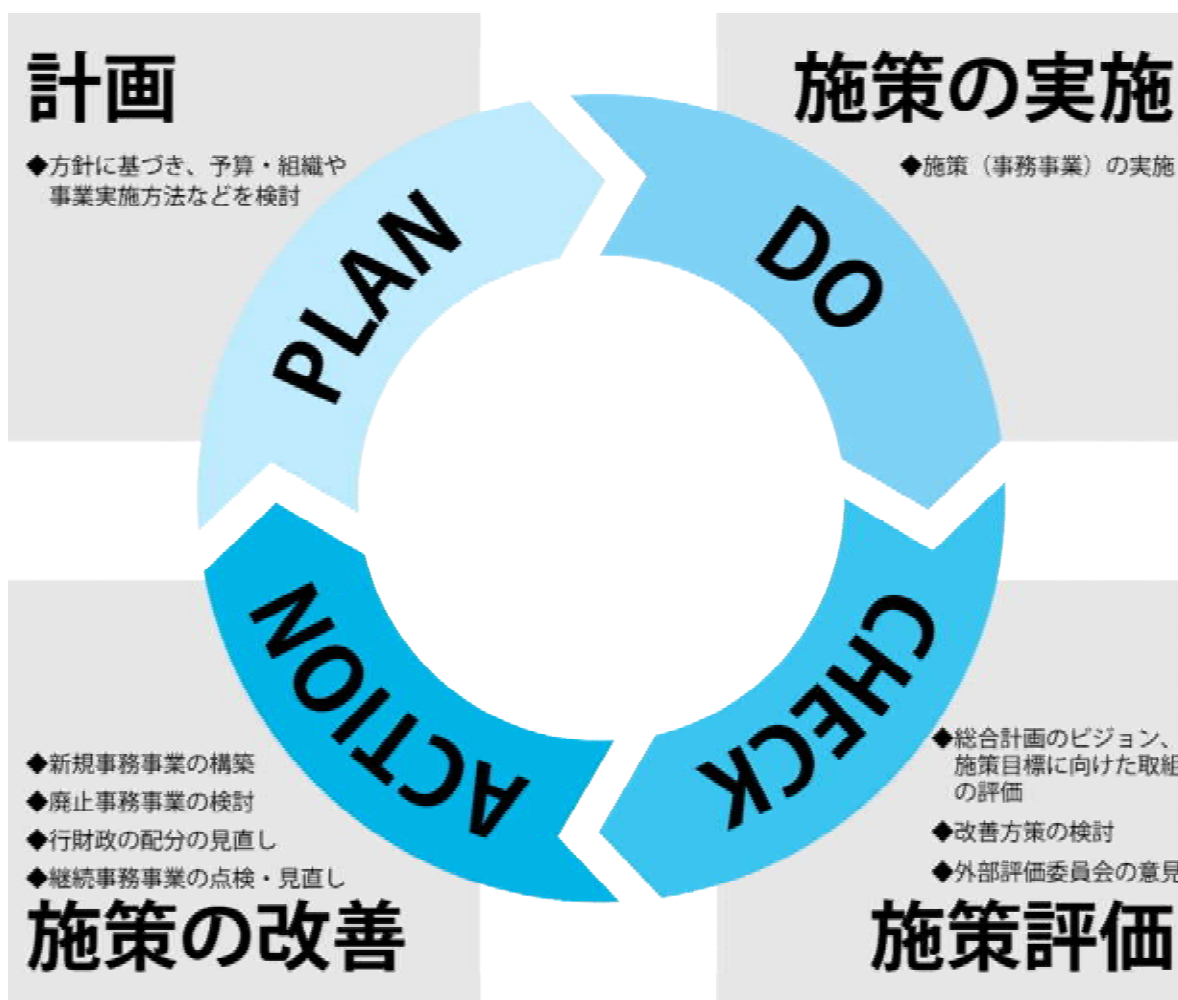 計画
◆方針に基づき、予算・組織や
事業実施方法などを検討
PLAN
施策の実施
◆施策（事務事業）の実施
DO
CHECK
◆総合計画のビジョン、
施策目標に向けた取組
の評価
◆改善方策の検討
◆外部評価委員会の意見
施策評価
ACTION
◆新規事務事業の構築
◆廃止事務事業の検討
◆行財政の配分の見直し
◆継続事務事業の点検・見直し
施策の改善